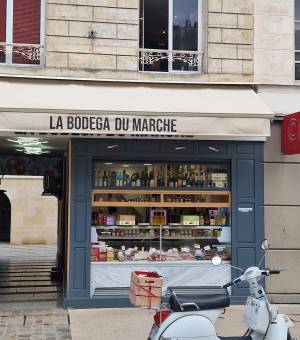 LA BODEGA DU MARCHE